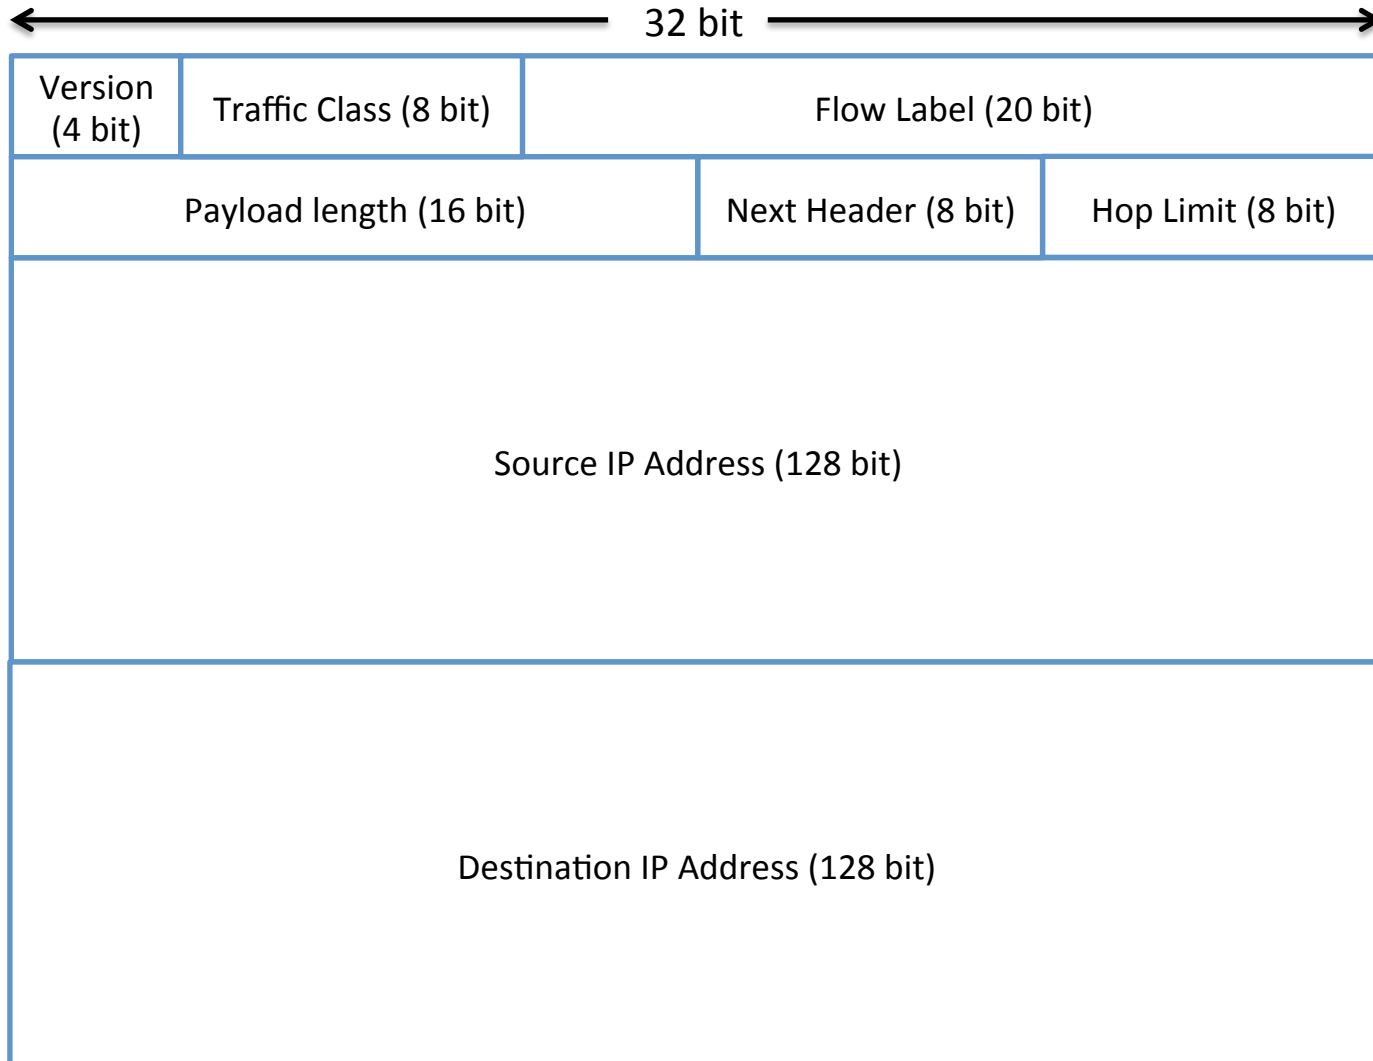 32 bit
Version
(4 bit)
Traffic Class (8 bit)
Flow Label (20 bit)
Payload length (16 bit)
Next Header (8 bit)
Hop Limit (8 bit)
Source IP Address (128 bit)
Destination IP Address (128 bit)